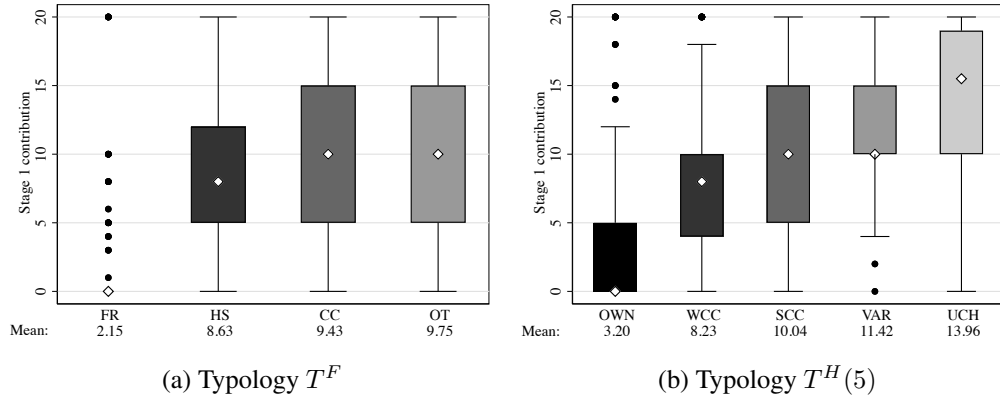 Stage 1 contribution
20
15
10
5
0
FR HS CC OT
Mean: 2.15 8.63 9.43 9.75
(a) Typology T^F
Stage 1 contribution
20
15
10
5
0
OWN WCC SCC VAR UCH
Mean: 3.20 8.23 10.04 11.42 13.96
(b) Typology T^H(5)